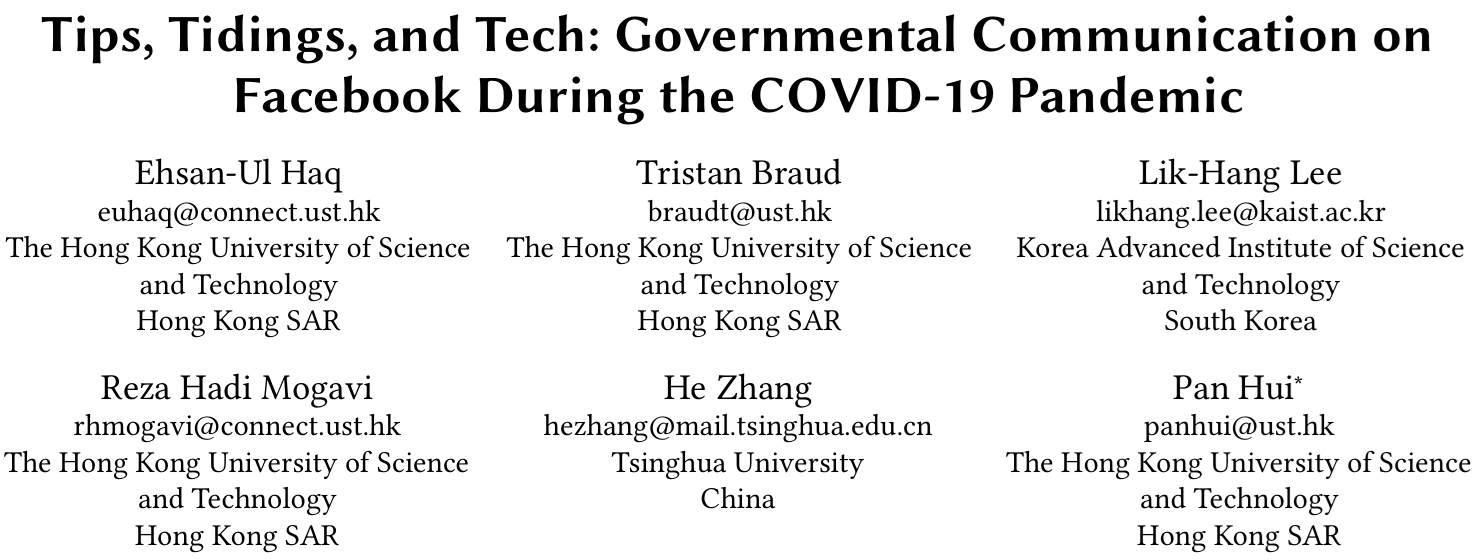 Tips, Tidings, and Tech: Governmental Communication on
Facebook During the COVID-19 Pandemic
Ehsan-Ul Haq
euhaq@connect.ust.hk
The Hong Kong University of Science
and Technology
Hong Kong SAR
Tristan Braud
braudt@ust.hk
The Hong Kong University of Science
and Technology
Hong Kong SAR
Lik-Hang Lee
likhang.lee@kaist.ac.kr
Korea Advanced Institute of Science
and Technology
South Korea
Reza Hadi Mogavi
rhmogavi@connect.ust.hk
The Hong Kong University of Science
and Technology
Hong Kong SAR
He Zhang
hezhang@mail.tsinghua.edu.cn
Tsinghua University
China
Pan Hui*
panhui@ust.hk
The Hong Kong University of Science
and Technology
Hong Kong SAR